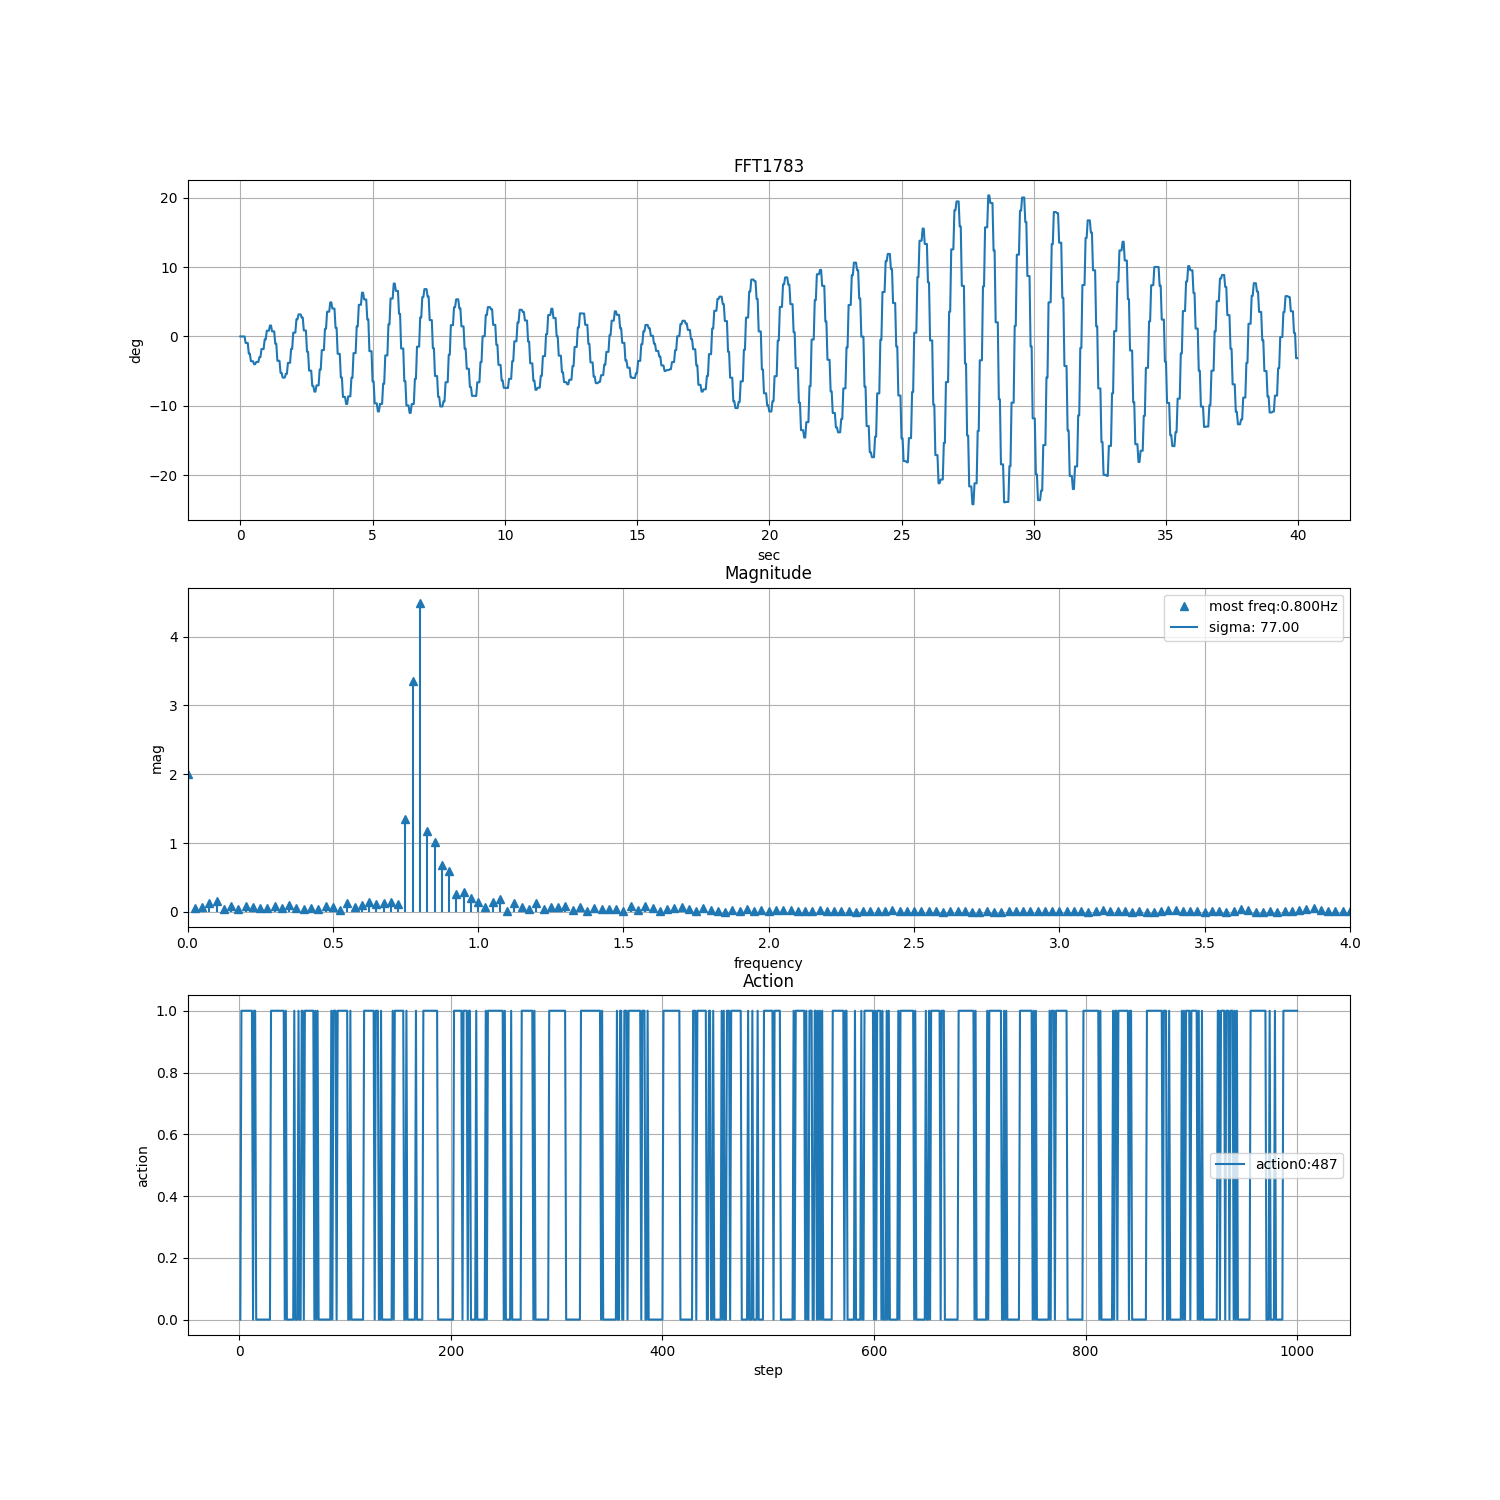 FFT1783
20
10
0
−10
−20
deg
0 5 10 15 20 25 30 35 40
sec
Magnitude
most freq:0.800Hz
sigma: 77.00
4
3
2
1
0
mag
0.0 0.5 1.0 1.5 2.0 2.5 3.0 3.5 4.0
frequency
Action
1.0
0.8
0.6
0.4
0.2
0.0
action
action0:487
0 200 400 600 800 1000
step